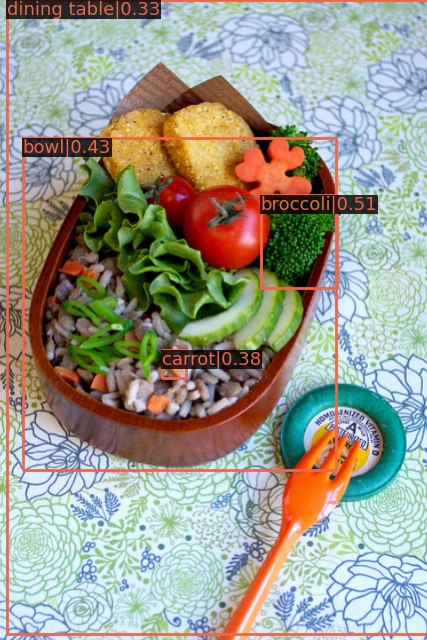 dining table|0.33
bowl|0.43
broccoli|0.51
carrot|0.38
HOMOGENIZED VITAMIN D
A